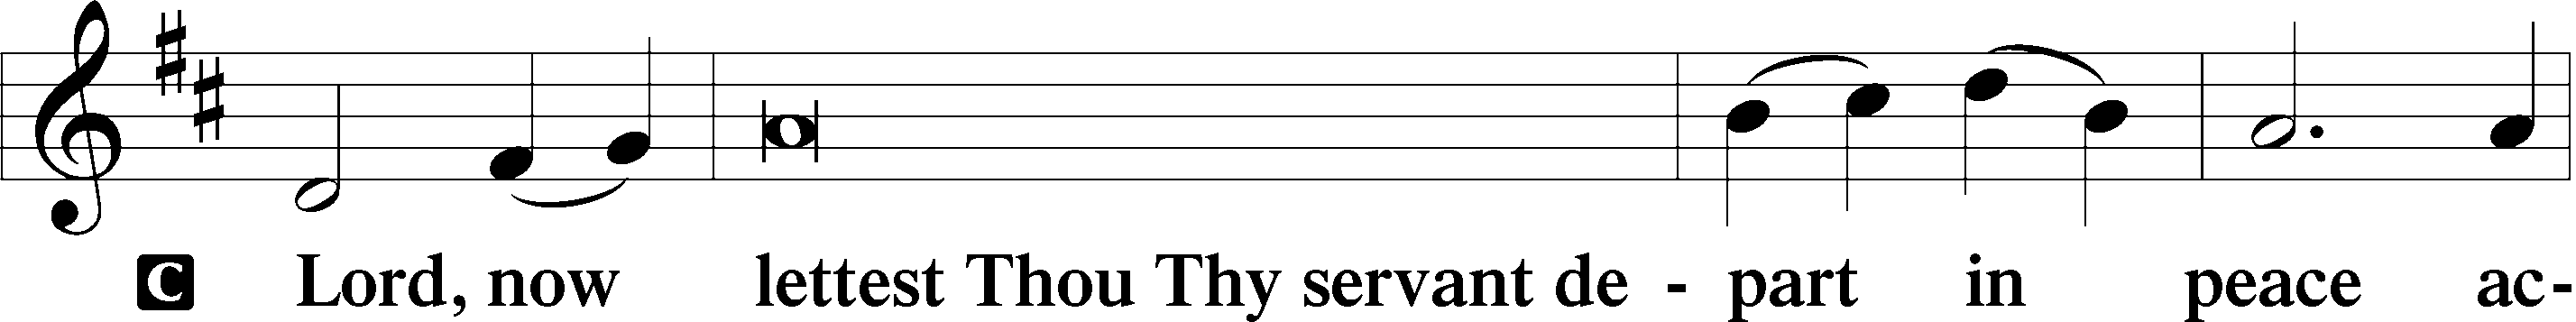 C Lord, now lettest Thou Thy servant de - part in peace ac-